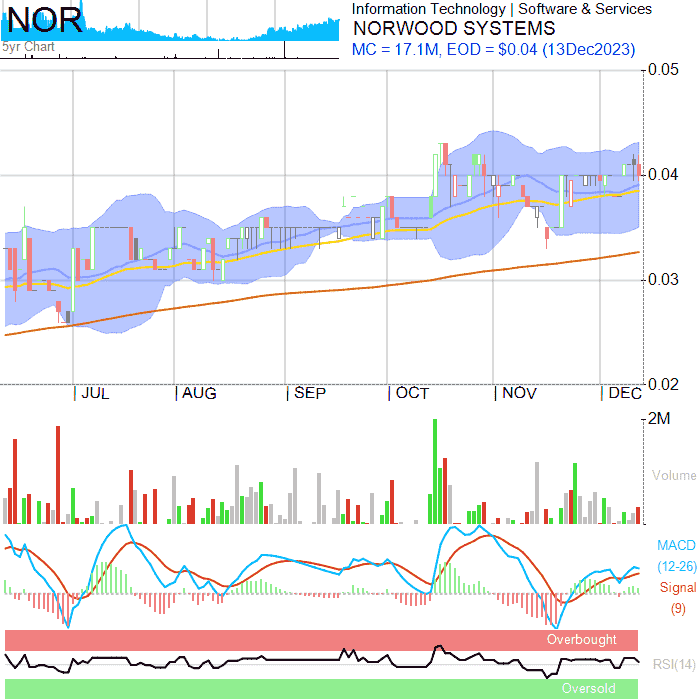 NOR
5yr Chart
Information Technology | Software & Services
NORWOOD SYSTEMS
MC = 17.1M, EOD = $0.04 (13Dec2023)
0.05
0.04
0.03
0.02
JUL AUG SEP OCT NOV DEC
2M
Volume
MACD
(12-26)
Signal
(9)
Overbought
RSI(14)
Oversold